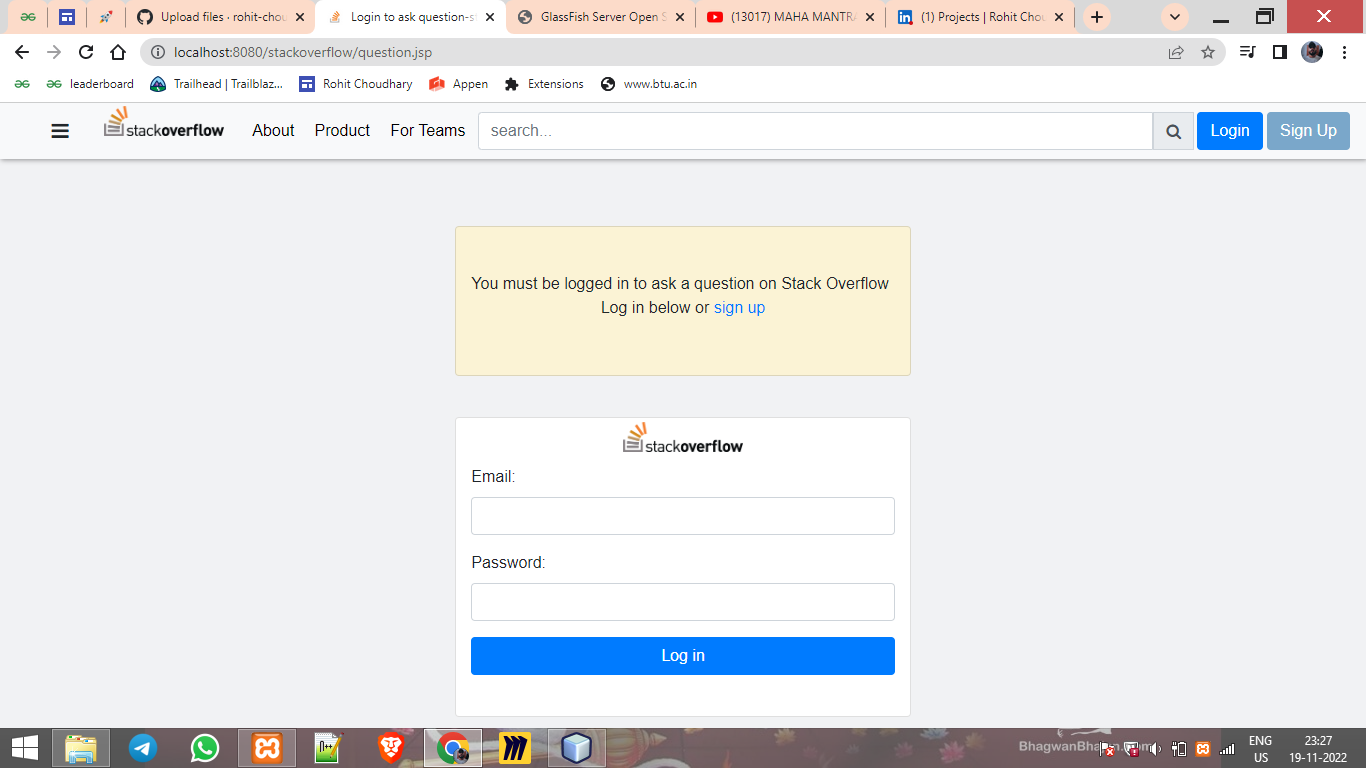 Upload files · rohit-chou
Login to ask question-st
GlassFish Server Open S
(13017) MAHA MANTRA
(1) Projects | Rohit Chou
localhost:8080/stackoverflow/question.jsp
leaderboard
Trailhead | Trailblaz...
Rohit Choudhary
Appen
Extensions
www.btu.ac.in
stackoverflow
About
Product
For Teams
search...
Login
Sign Up
You must be logged in to ask a question on Stack Overflow
Log in below or sign up
stackoverflow
Email:
Password:
Log in
ENG
US
23:27
19-11-2022